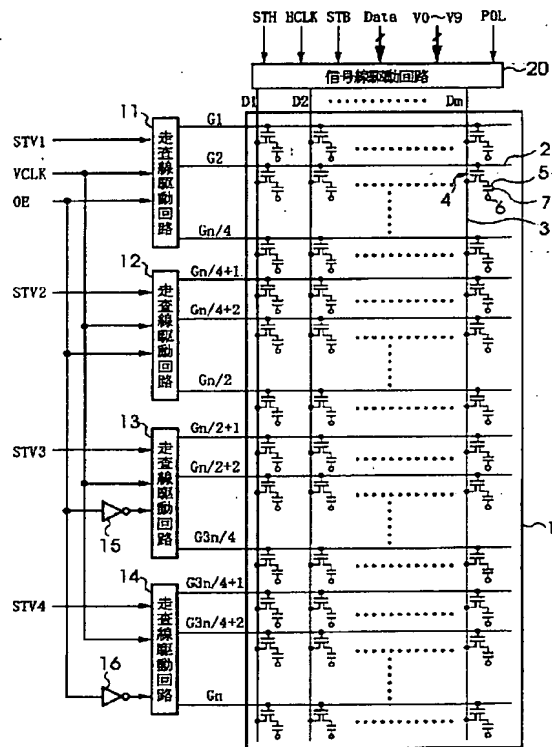 STH HCLK STB Data V0～V9 POL
信号線駆動回路
20
D1 D2 Dm
11
走査線駆動回路
STV1
VCLK
OE
G1
G2
Gn/4
2
5
4
7
6
3
12
走査線駆動回路
STV2
Gn/4+1
Gn/4+2
Gn/2
13
走査線駆動回路
STV3
15
Gn/2+1
Gn/2+2
G3n/4
1
14
走査線駆動回路
STV4
16
G3n/4+1
G3n/4+2
Gn